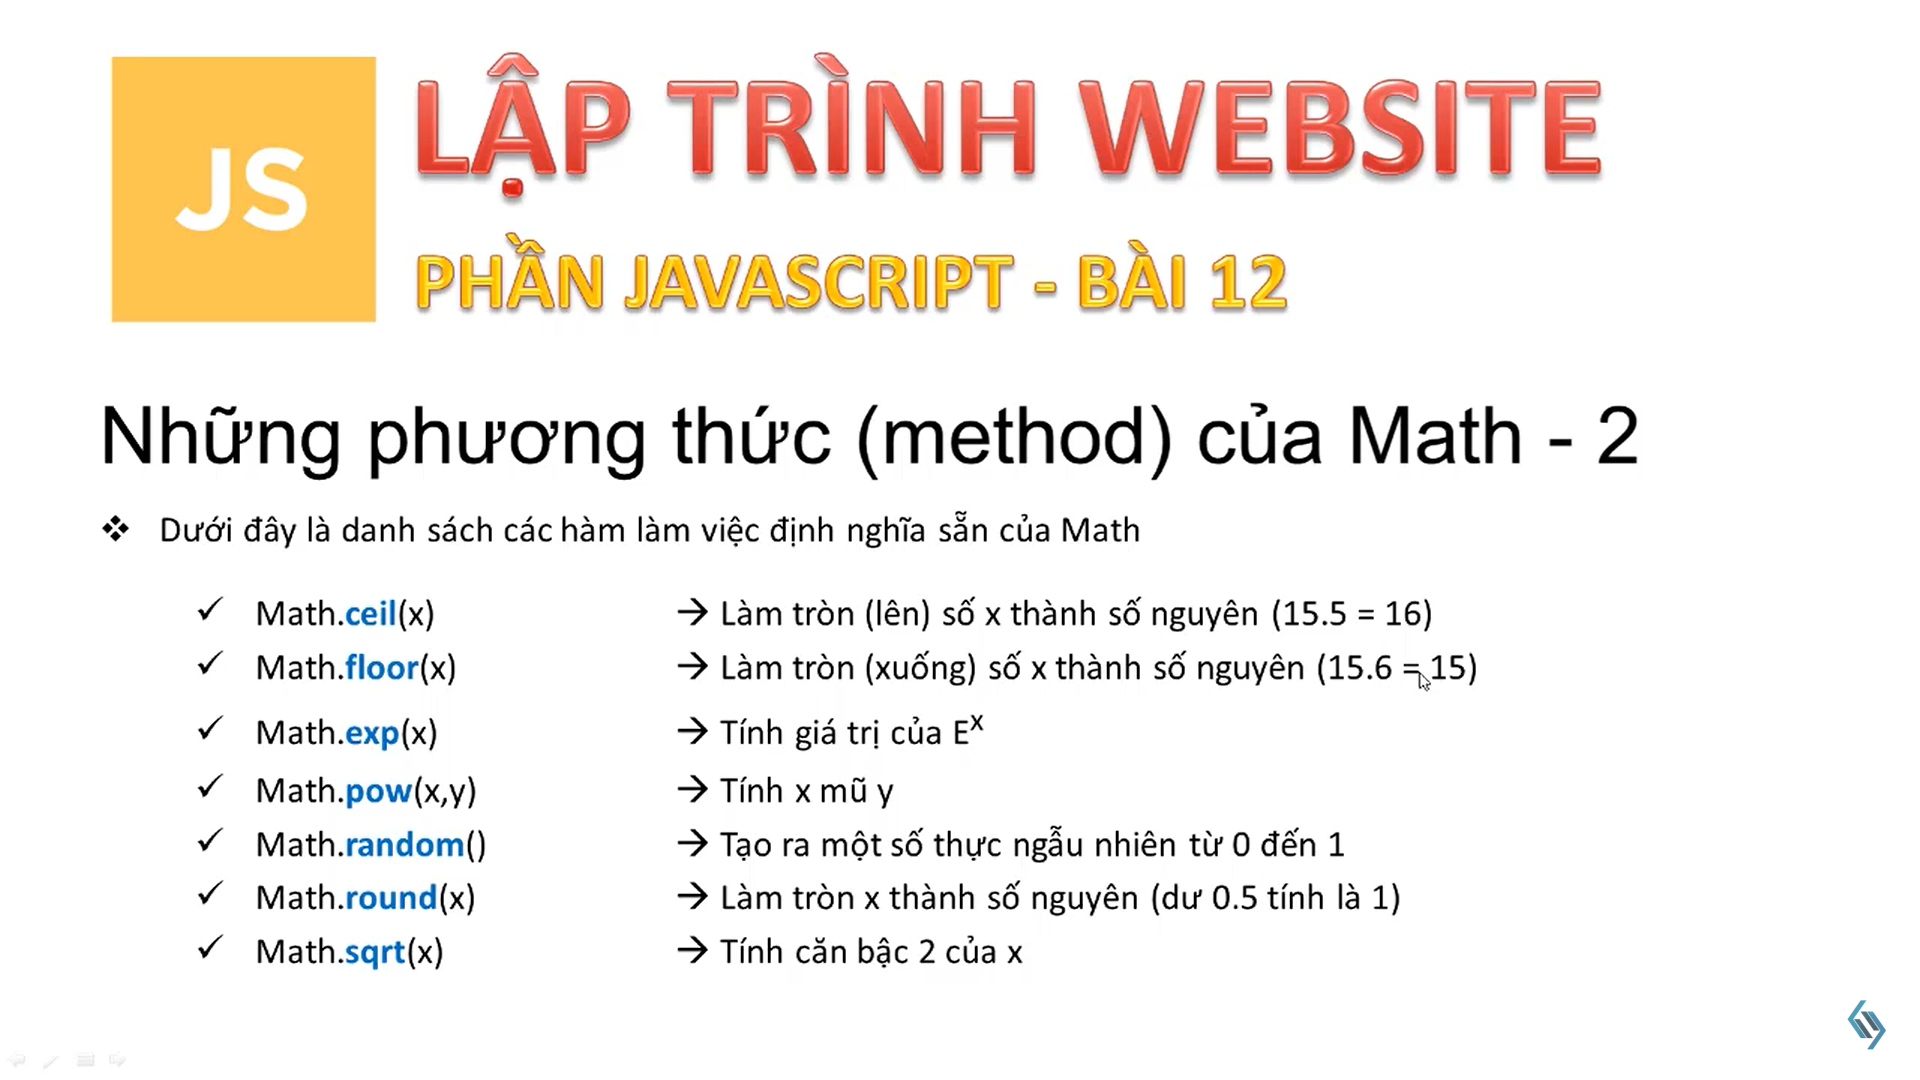 JS
LẬP TRÌNH WEBSITE
PHẦN JAVASCRIPT - BÀI 12
Những phương thức (method) của Math - 2
❖ Dưới đây là danh sách các hàm làm việc định nghĩa sẵn của Math
✓ Math.ceil(x) → Làm tròn (lên) số x thành số nguyên (15.5 = 16)
✓ Math.floor(x) → Làm tròn (xuống) số x thành số nguyên (15.6 = 15)
✓ Math.exp(x) → Tính giá trị của Eˣ
✓ Math.pow(x,y) → Tính x mũ y
✓ Math.random() → Tạo ra một số thực ngẫu nhiên từ 0 đến 1
✓ Math.round(x) → Làm tròn x thành số nguyên (dư 0.5 tính là 1)
✓ Math.sqrt(x) → Tính căn bậc 2 của x